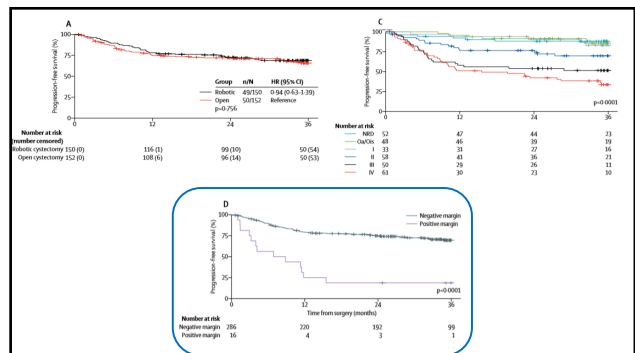 A
Progression-free survival (%)
100
75
50
25
0
Group n/N HR (95% CI)
Robotic 49/150 0·94 (0·63-1·39)
Open 50/152 Reference
p=0·756
0 12 24 36
Number at risk
(number censored)
Robotic cystectomy 150 (0) 116 (1) 99 (10) 50 (54)
Open cystectomy 152 (0) 108 (6) 96 (14) 50 (53)
C
Progression-free survival (%)
100
75
50
25
0
p<0·0001
0 12 24 36
Number at risk
NRD 52 47 44 23
Oa/Ois 48 46 39 19
I 33 31 27 16
II 58 41 36 21
III 50 29 26 11
IV 61 30 23 10
D
Progression-free survival (%)
100
75
50
25
0
Negative margin
Positive margin
p<0·0001
0 12 24 36
Time from surgery (months)
Number at risk
Negative margin 286 220 192 99
Positive margin 16 4 3 1